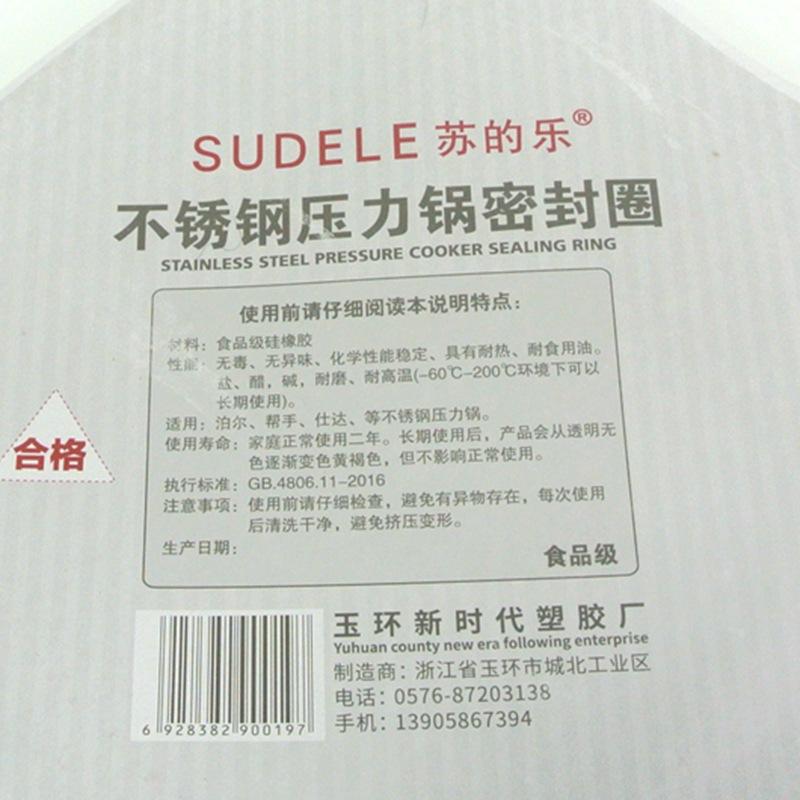 SUDELE 苏的乐®
不锈钢压力锅密封圈
STAINLESS STEEL PRESSURE COOKER SEALING RING
使用前请仔细阅读本说明特点：
材料：食品级硅橡胶
性能：无毒、无异味、化学性能稳定、具有耐热、耐食用油。
盐、醋，碱，耐磨、耐高温(-60℃-200℃环境下可以
长期使用)。
适用：泊尔、帮手、仕达、等不锈钢压力锅。
使用寿命：家庭正常使用二年。长期使用后，产品会从透明无
色逐渐变色黄褐色，但不影响正常使用。
执行标准：GB.4806.11-2016
注意事项：使用前请仔细检查，避免有异物存在，每次使用
后清洗干净，避免挤压变形。
生产日期：
食品级
合格
玉环新时代塑胶厂
Yuhuan county new era following enterprise
制造商：浙江省玉环市城北工业区
电话：0576-87203138
手机：13905867394
6 928382 900197